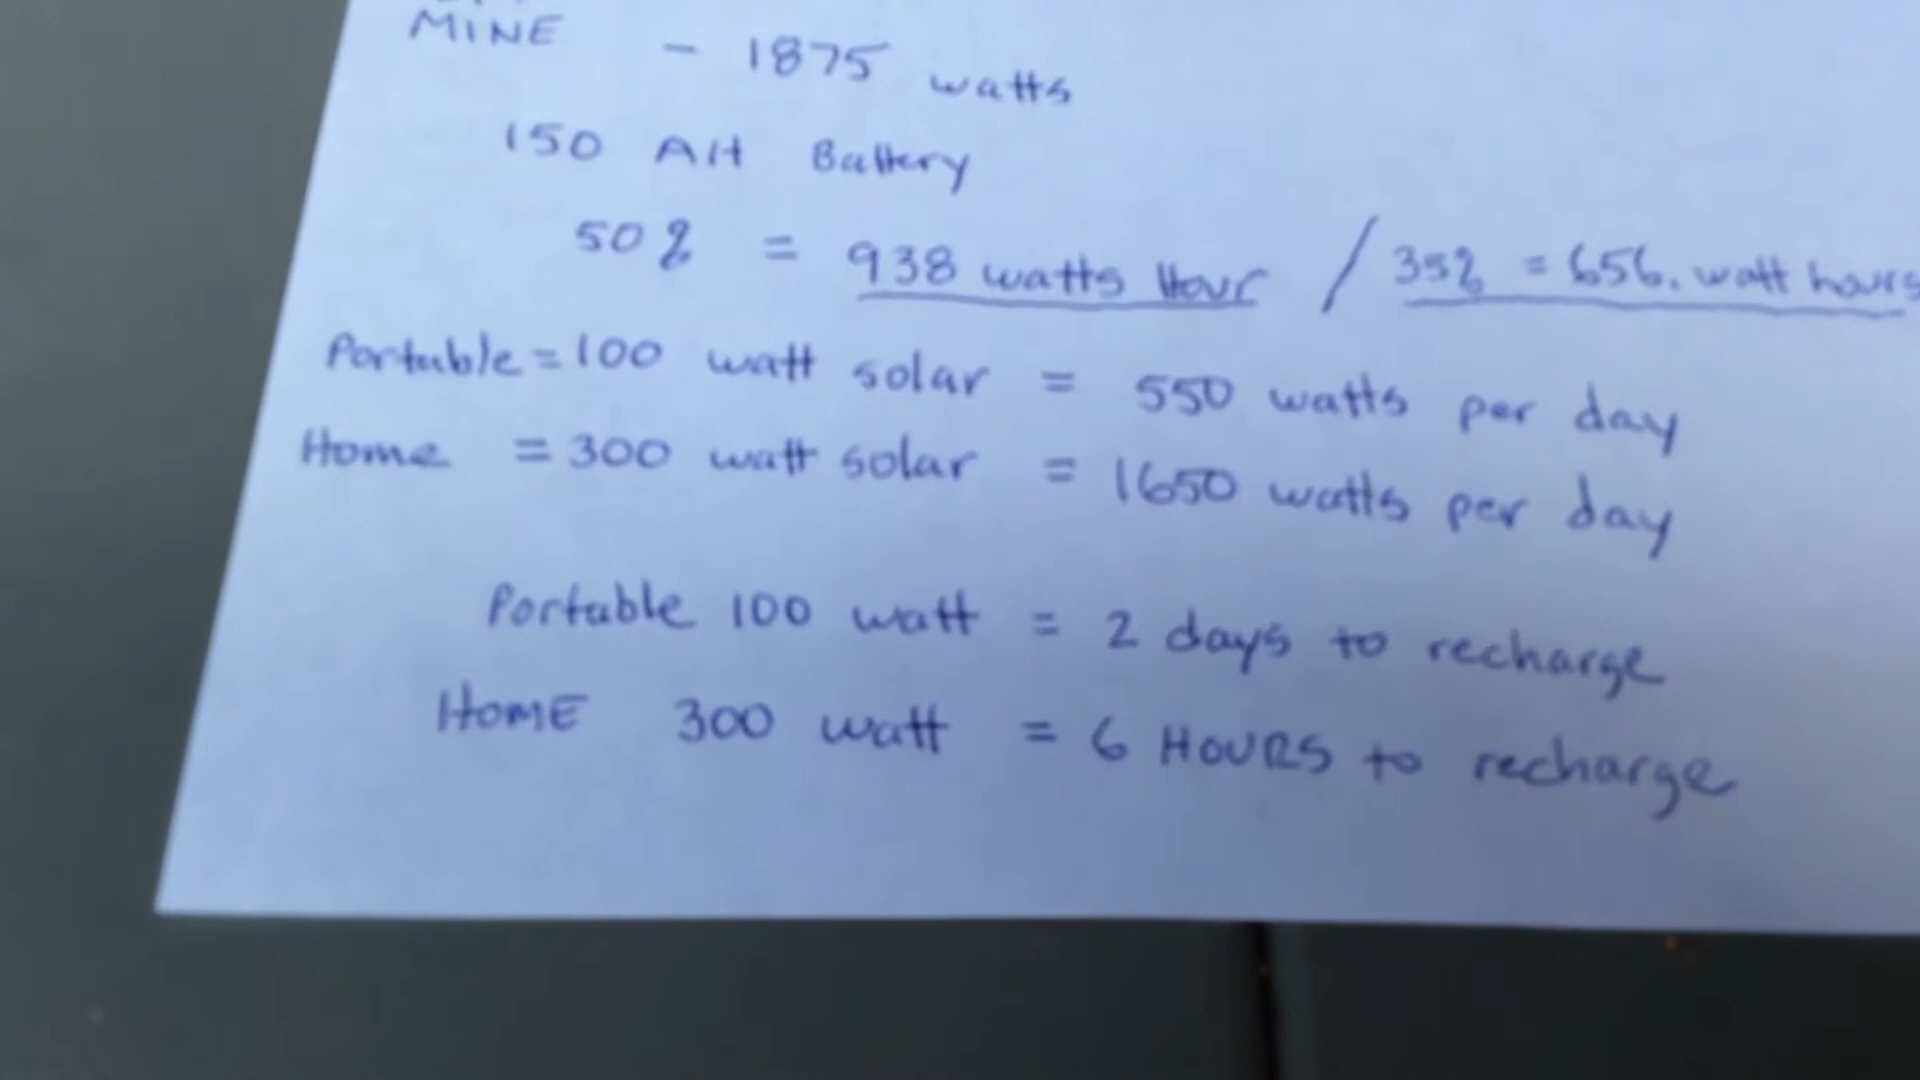 MINE - 1875 watts
150 AH Battery
50% = 938 watts Hour / 35% = 656. watt hours
Portable = 100 watt solar = 550 watts per day
Home = 300 watt solar = 1650 watts per day
Portable 100 watt = 2 days to recharge
HOME 300 watt = 6 HOURS to recharge